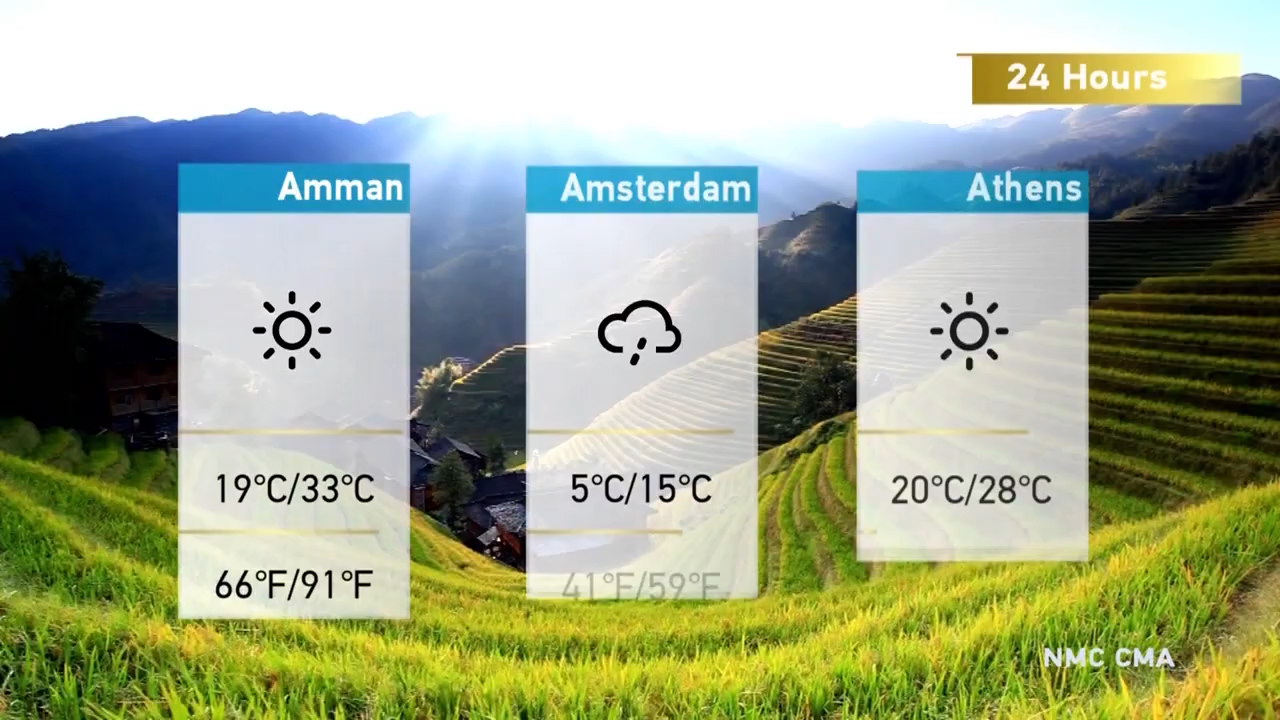 24 Hours
Amman
Amsterdam
Athens
19°C/33°C
5°C/15°C
20°C/28°C
66°F/91°F
41°F/59°F
NMC CMA